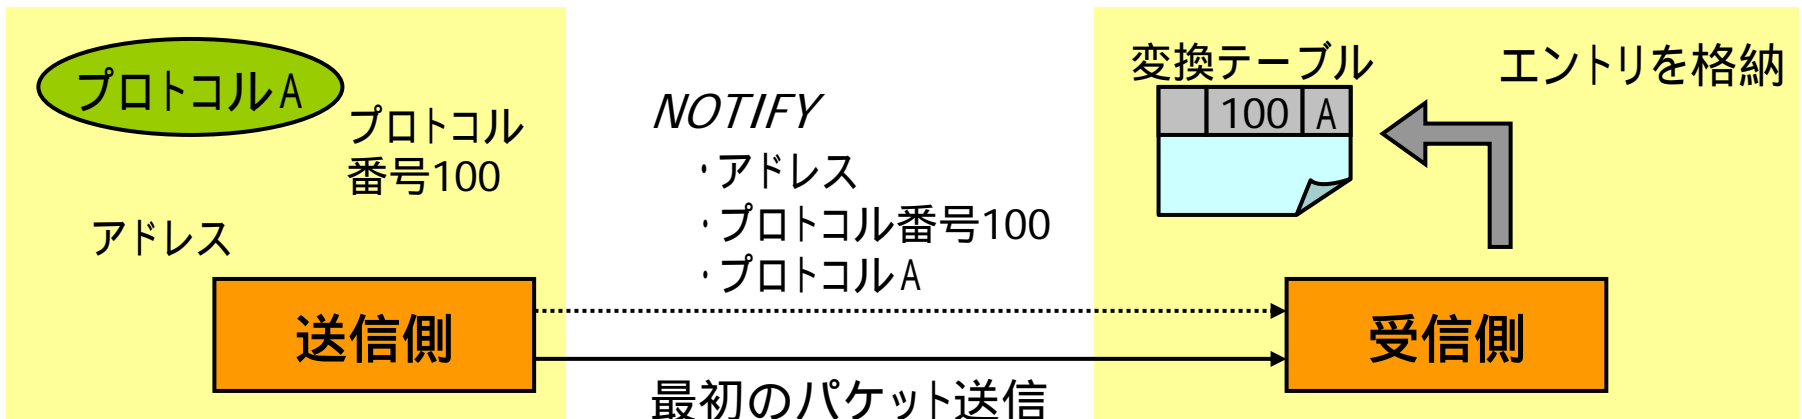 プロトコルA
プロトコル
番号100
アドレス
送信側
NOTIFY
・アドレス
・プロトコル番号100
・プロトコルA
最初のパケット送信
変換テーブル
100 A
エントリを格納
受信側